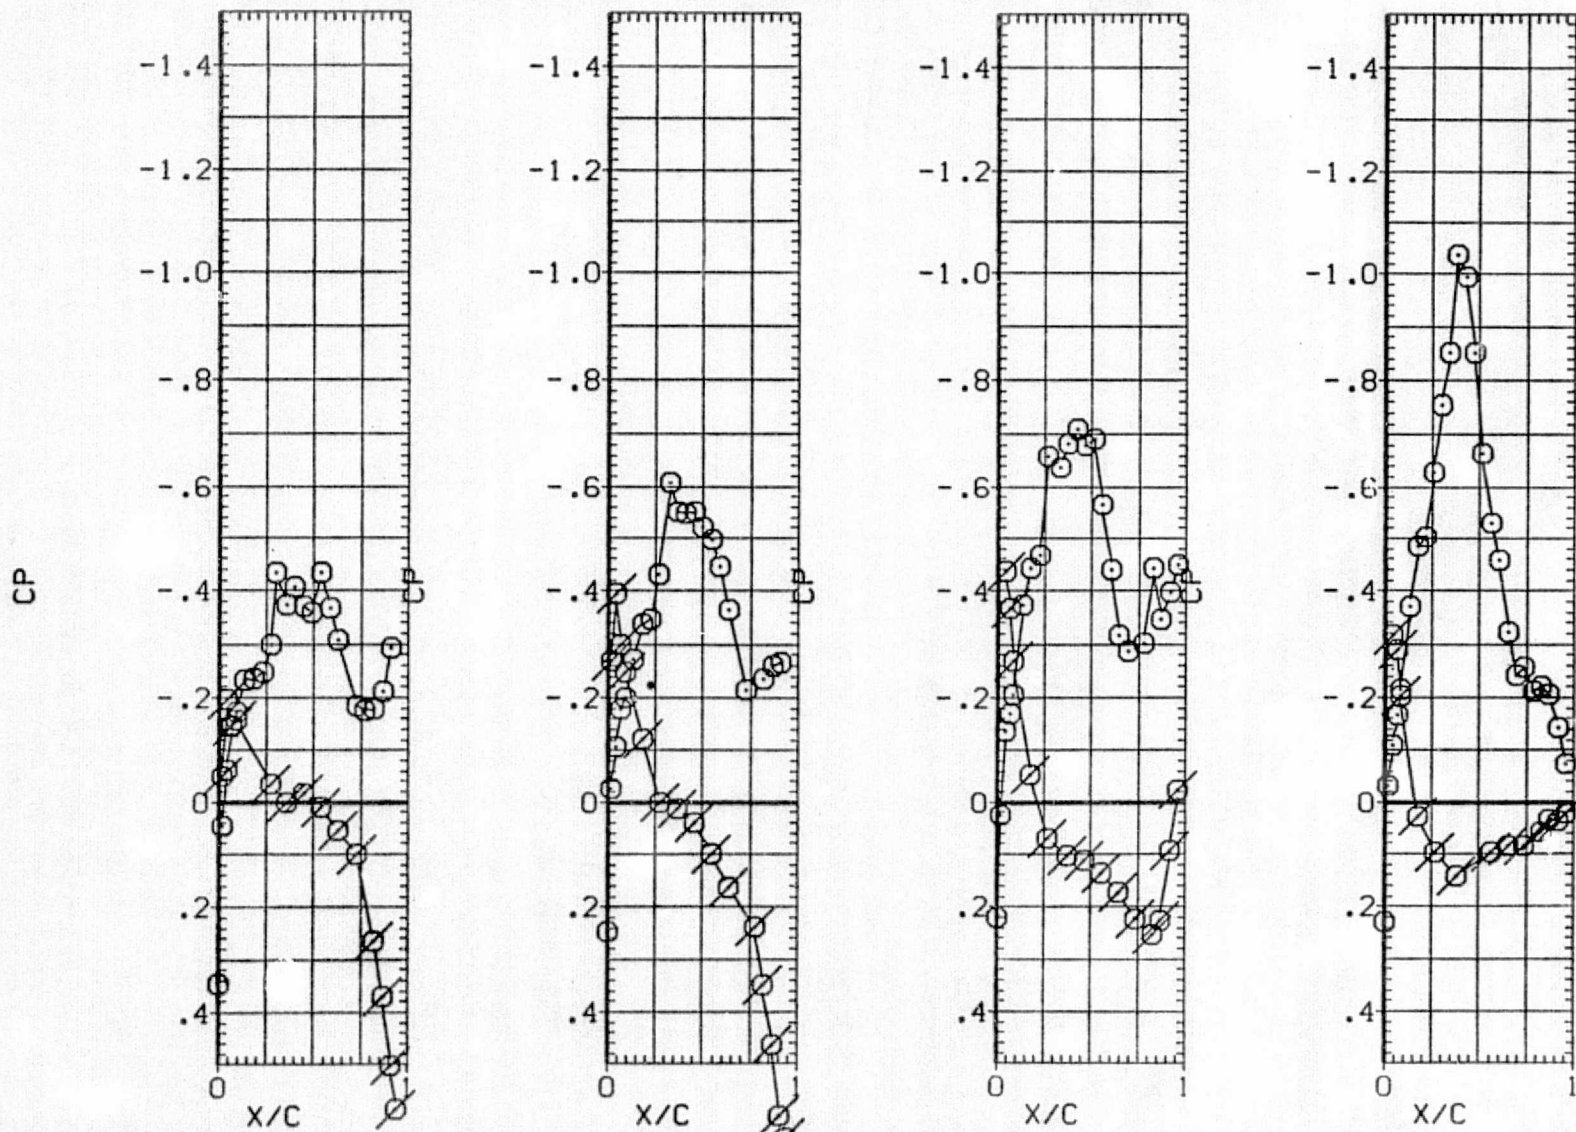 -1.4 -1.4 -1.4 -1.4
-1.2 -1.2 -1.2 -1.2
-1.0 -1.0 -1.0 -1.0
-.8 -.8 -.8 -.8
-.6 -.6 -.6 -.6
CP -.4 CP -.4 CP -.4 CP -.4
-.2 -.2 -.2 -.2
0 0 0 0
.2 .2 .2 .2
.4 .4 .4 .4
0 0 1 0 1 0 1
X/C X/C X/C X/C